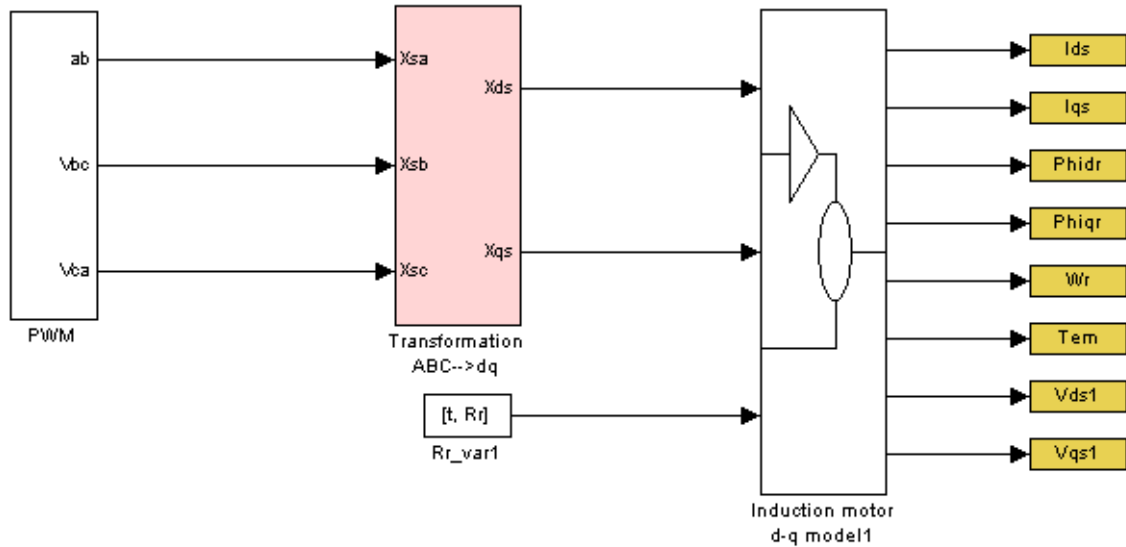 ab
Vbc
Vca
PWM
Xsa
Xsb
Xsc
Xds
Xqs
Transformation
ABC-->dq
[t, Rr]
Rr_var1
Induction motor
d-q model1
Ids
Iqs
Phidr
Phiqr
Wr
Tem
Vds1
Vqs1